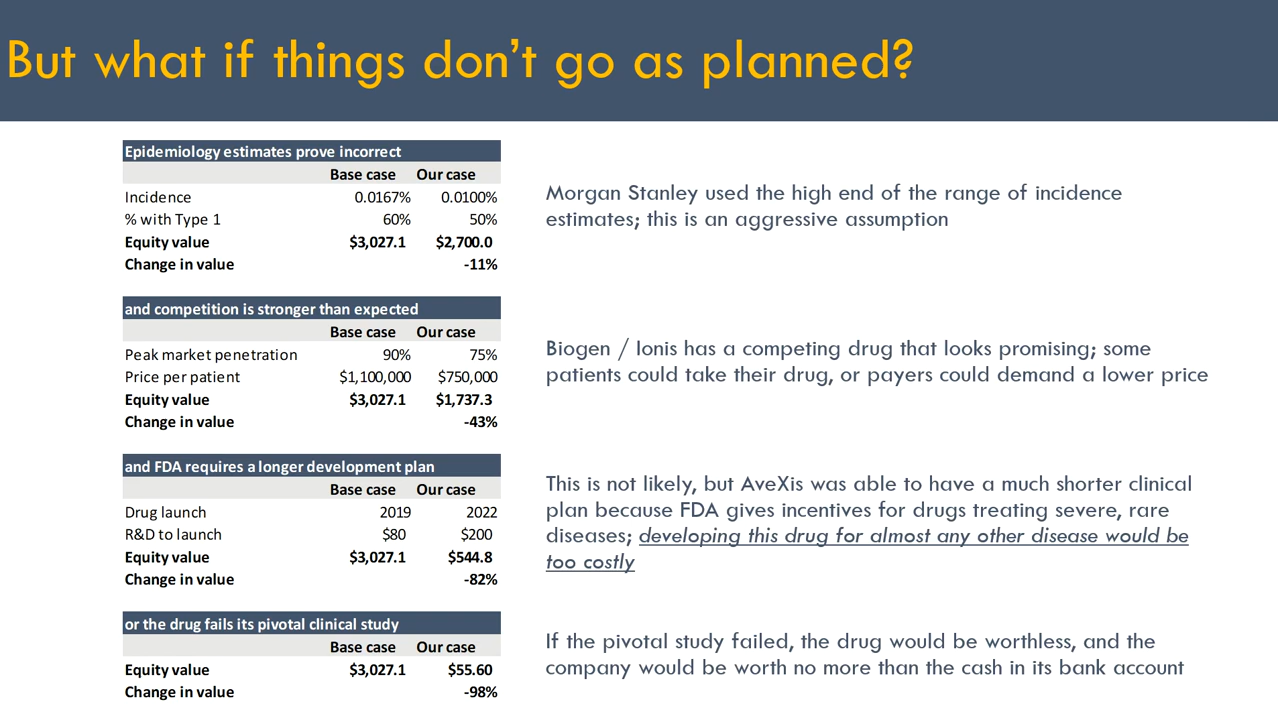 But what if things don't go as planned?
Epidemiology estimates prove incorrect
Base case Our case
Incidence 0.0167% 0.0100%
% with Type 1 60% 50%
Equity value $3,027.1 $2,700.0
Change in value -11%
Morgan Stanley used the high end of the range of incidence
estimates; this is an aggressive assumption
and competition is stronger than expected
Base case Our case
Peak market penetration 90% 75%
Price per patient $1,100,000 $750,000
Equity value $3,027.1 $1,737.3
Change in value -43%
Biogen / Ionis has a competing drug that looks promising; some
patients could take their drug, or payers could demand a lower price
and FDA requires a longer development plan
Base case Our case
Drug launch 2019 2022
R&D to launch $80 $200
Equity value $3,027.1 $544.8
Change in value -82%
This is not likely, but AveXis was able to have a much shorter clinical
plan because FDA gives incentives for drugs treating severe, rare
diseases; developing this drug for almost any other disease would be
too costly
or the drug fails its pivotal clinical study
Base case Our case
Equity value $3,027.1 $55.60
Change in value -98%
If the pivotal study failed, the drug would be worthless, and the
company would be worth no more than the cash in its bank account